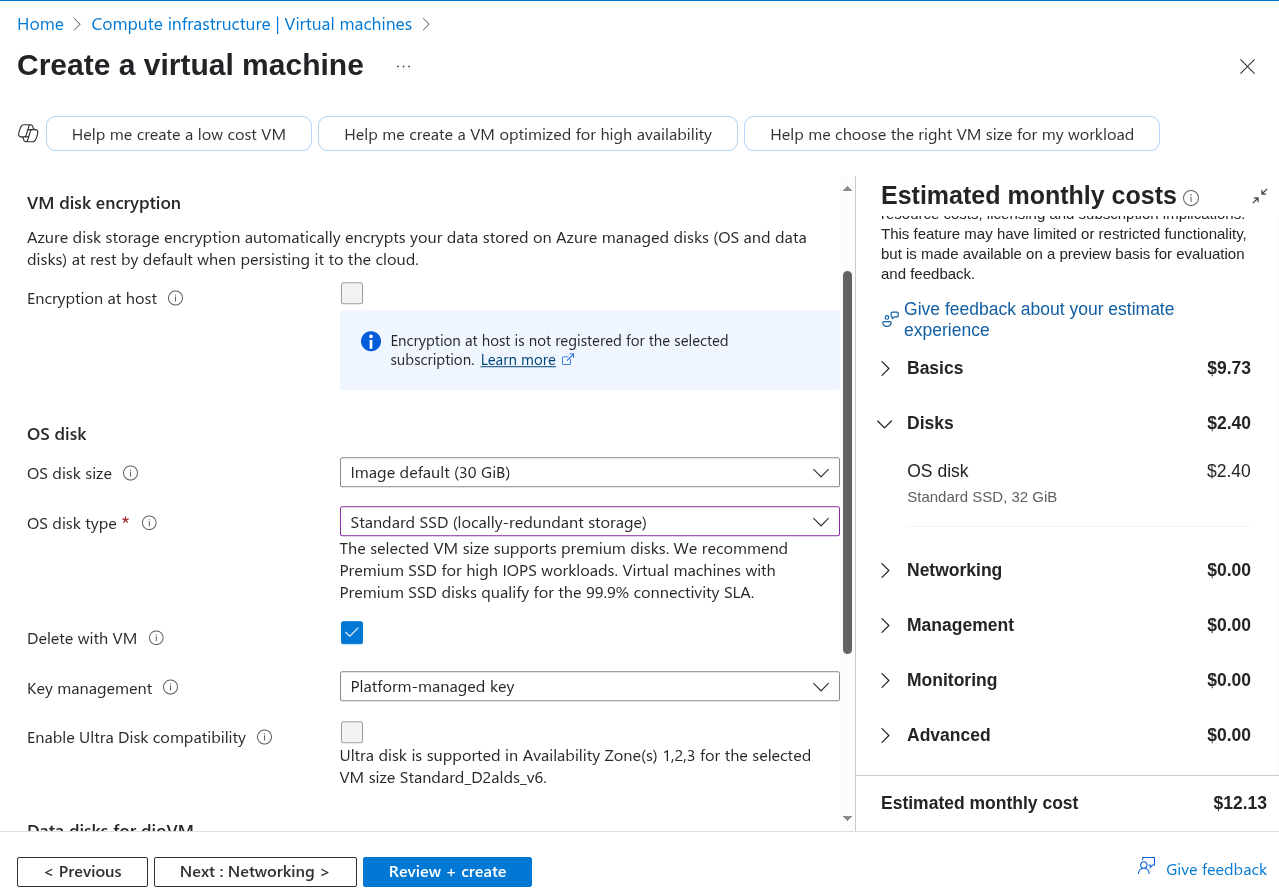 Home > Compute infrastructure | Virtual machines >
Create a virtual machine ...
Help me create a low cost VM
Help me create a VM optimized for high availability
Help me choose the right VM size for my workload
VM disk encryption
Azure disk storage encryption automatically encrypts your data stored on Azure managed disks (OS and data
disks) at rest by default when persisting it to the cloud.
Encryption at host
Encryption at host is not registered for the selected
subscription. Learn more
OS disk
OS disk size
Image default (30 GiB)
OS disk type *
Standard SSD (locally-redundant storage)
The selected VM size supports premium disks. We recommend
Premium SSD for high IOPS workloads. Virtual machines with
Premium SSD disks qualify for the 99.9% connectivity SLA.
Delete with VM
Key management
Platform-managed key
Enable Ultra Disk compatibility
Ultra disk is supported in Availability Zone(s) 1,2,3 for the selected
VM size Standard_D2alds_v6.
Data disks for dioVM
Estimated monthly costs
resource costs, licensing and subscription implications.
This feature may have limited or restricted functionality,
but is made available on a preview basis for evaluation
and feedback.
Give feedback about your estimate
experience
Basics $9.73
Disks $2.40
OS disk $2.40
Standard SSD, 32 GiB
Networking $0.00
Management $0.00
Monitoring $0.00
Advanced $0.00
Estimated monthly cost $12.13
< Previous
Next : Networking >
Review + create
Give feedback